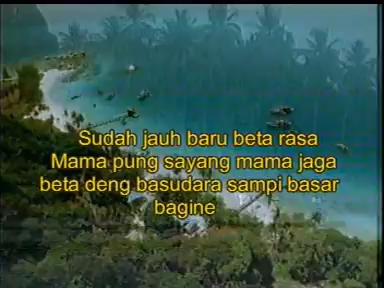 Sudah jauh baru beta rasa
Mama pung sayang mama jaga
beta deng basudara sampi basar
bagine